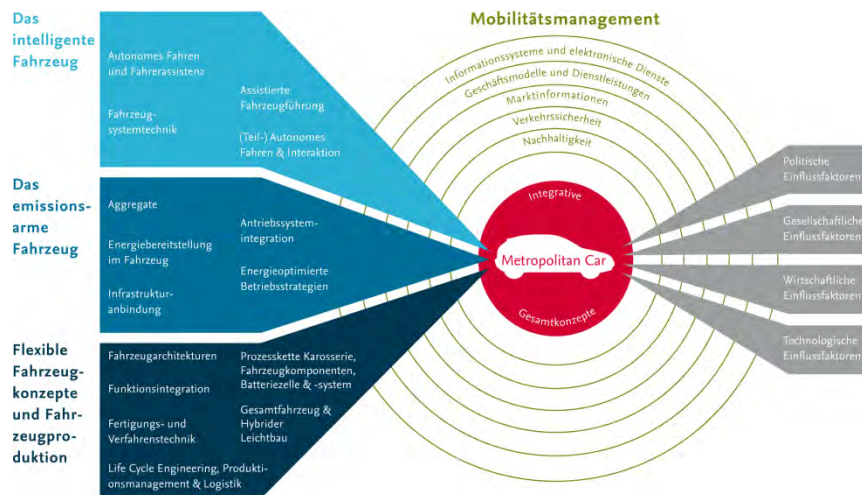 Das
intelligente
Fahrzeug
Autonomes Fahren
und Fahrerassistenz
Fahrzeug-
systemtechnik
Assistierte
Fahrzeugführung
(Teil-) Autonomes
Fahren & Interaktion
Das
emissions-
arme
Fahrzeug
Aggregate
Energiebereitstellung
im Fahrzeug
Infrastruktur-
anbindung
Antriebssystem-
integration
Energieoptimierte
Betriebsstrategien
Flexible
Fahrzeug-
konzepte
und Fahr-
zeugpro-
duktion
Fahrzeugarchitekturen
Funktionsintegration
Fertigungs- und
Verfahrenstechnik
Prozesskette Karosserie,
Fahrzeugkomponenten,
Batteriezelle & -system
Gesamtfahrzeug &
Hybrider
Leichtbau
Life Cycle Engineering, Produkti-
onsmanagement & Logistik
Mobilitätsmanagement
Informationssysteme und elektronische Dienste
Geschäftsmodelle und Dienstleistungen
Marktinformationen
Verkehrssicherheit
Nachhaltigkeit
Integrative
Metropolitan Car
Gesamtkonzepte
Politische
Einflussfaktoren
Gesellschaftliche
Einflussfaktoren
Wirtschaftliche
Einflussfaktoren
Technologische
Einflussfaktoren